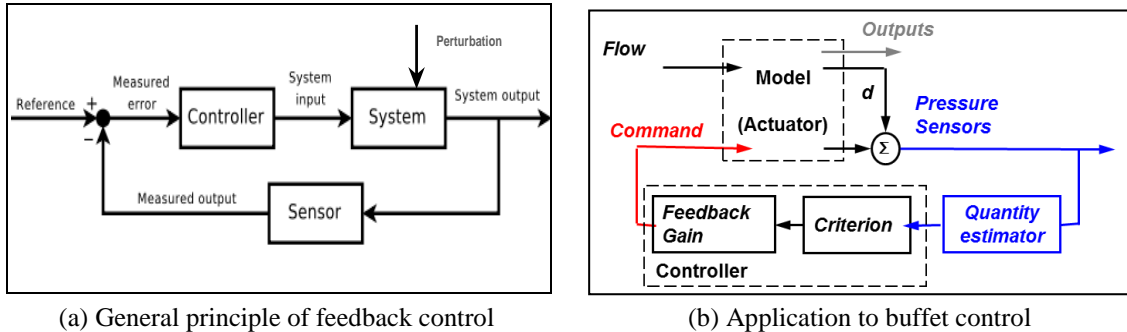 Perturbation
Reference
+
−
Measured
error
Controller
System
input
System
System output
Measured output
Sensor
(a) General principle of feedback control
Flow
Outputs
Model
d
(Actuator)
Σ
Pressure
Sensors
Command
Feedback
Gain
Criterion
Quantity
estimator
Controller
(b) Application to buffet control